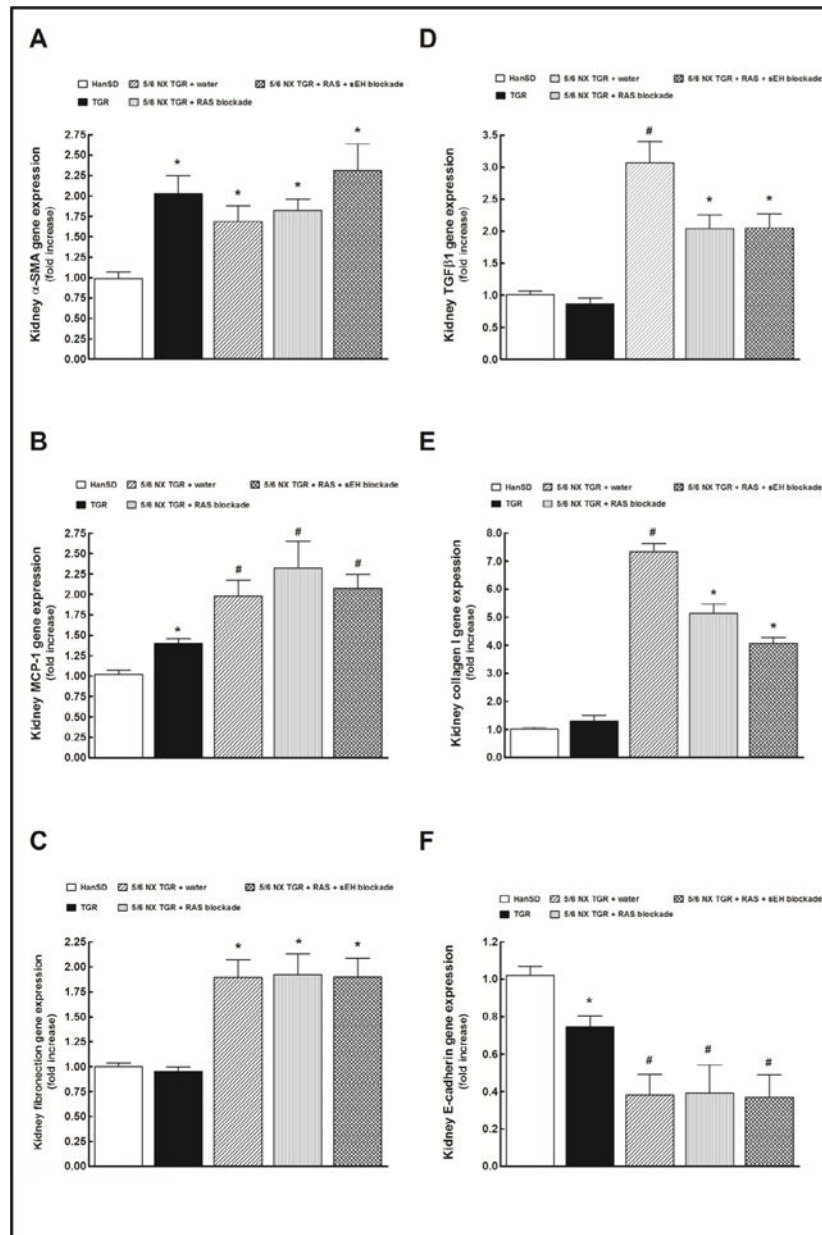 A
HanSD 5/6 NX TGR + water 5/6 NX TGR + RAS + sEH blockade
TGR 5/6 NX TGR + RAS blockade
Kidney α-SMA gene expression
(fold increase)
2.75
2.50
2.25
2.00
1.75
1.50
1.25
1.00
0.75
0.50
0.25
0.00
* * * *
B
HanSD 5/6 NX TGR + water 5/6 NX TGR + RAS + sEH blockade
TGR 5/6 NX TGR + RAS blockade
Kidney MCP-1 gene expression
(fold increase)
2.75
2.50
2.25
2.00
1.75
1.50
1.25
1.00
0.75
0.50
0.25
0.00
* # # #
C
HanSD 5/6 NX TGR + water 5/6 NX TGR + RAS + sEH blockade
TGR 5/6 NX TGR + RAS blockade
Kidney fibronection gene expression
(fold increase)
2.25
2.00
1.75
1.50
1.25
1.00
0.75
0.50
0.25
0.00
* * *
D
HanSD 5/6 NX TGR + water 5/6 NX TGR + RAS + sEH blockade
TGR 5/6 NX TGR + RAS blockade
Kidney TGFβ1 gene expression
(fold increase)
3.5
3.0
2.5
2.0
1.5
1.0
0.5
0.0
# * *
E
HanSD 5/6 NX TGR + water 5/6 NX TGR + RAS + sEH blockade
TGR 5/6 NX TGR + RAS blockade
Kidney collagen I gene expession
(fold increase)
8.0
7.0
6.0
5.0
4.0
3.0
2.0
1.0
0.0
# * *
F
HanSD 5/6 NX TGR + water 5/6 NX TGR + RAS + sEH blockade
TGR 5/6 NX TGR + RAS blockade
Kidney E-cadherin gene expression
(fold increase)
1.2
1.0
0.8
0.6
0.4
0.2
0.0
* # # #